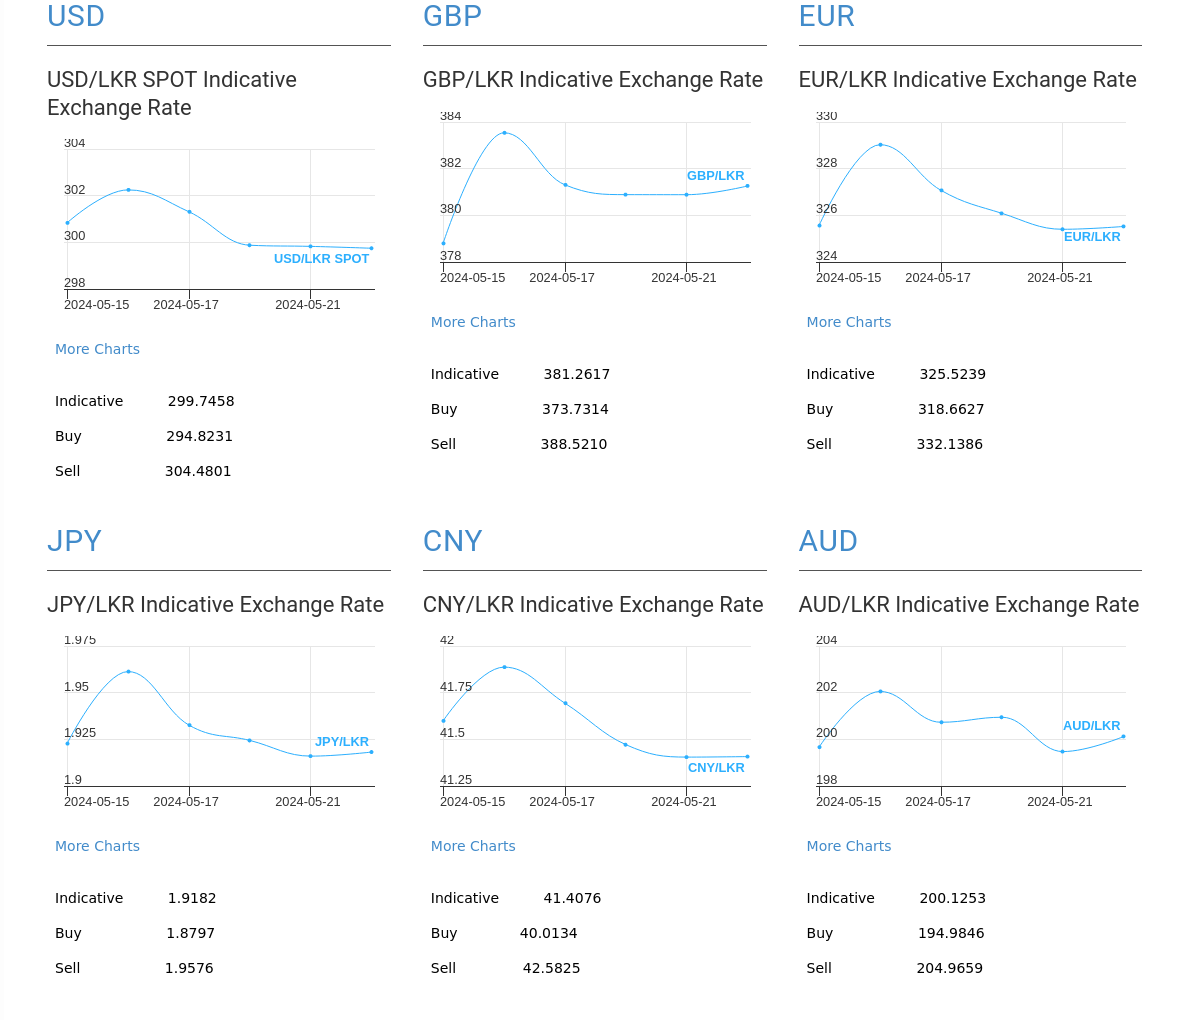 USD
USD/LKR SPOT Indicative
Exchange Rate
304
302
300
298
USD/LKR SPOT
2024-05-15 2024-05-17 2024-05-21
More Charts
Indicative 299.7458
Buy 294.8231
Sell 304.4801
GBP
GBP/LKR Indicative Exchange Rate
384
382
380
378
GBP/LKR
2024-05-15 2024-05-17 2024-05-21
More Charts
Indicative 381.2617
Buy 373.7314
Sell 388.5210
EUR
EUR/LKR Indicative Exchange Rate
330
328
326
324
EUR/LKR
2024-05-15 2024-05-17 2024-05-21
More Charts
Indicative 325.5239
Buy 318.6627
Sell 332.1386
JPY
JPY/LKR Indicative Exchange Rate
1.975
1.95
1.925
1.9
JPY/LKR
2024-05-15 2024-05-17 2024-05-21
More Charts
Indicative 1.9182
Buy 1.8797
Sell 1.9576
CNY
CNY/LKR Indicative Exchange Rate
42
41.75
41.5
41.25
CNY/LKR
2024-05-15 2024-05-17 2024-05-21
More Charts
Indicative 41.4076
Buy 40.0134
Sell 42.5825
AUD
AUD/LKR Indicative Exchange Rate
204
202
200
198
AUD/LKR
2024-05-15 2024-05-17 2024-05-21
More Charts
Indicative 200.1253
Buy 194.9846
Sell 204.9659